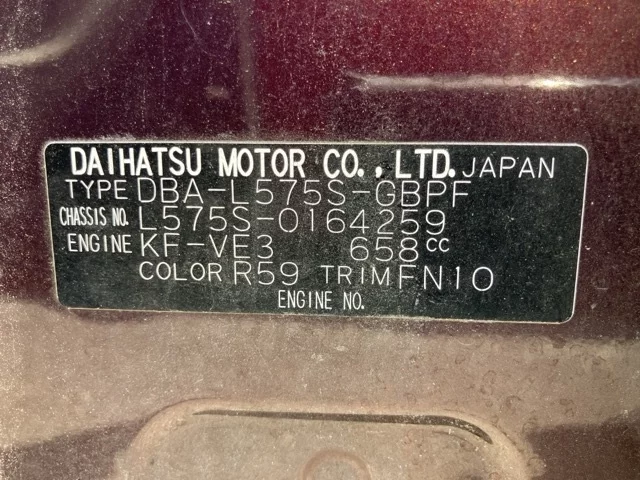 DAIHATSU MOTOR CO., LTD. JAPAN
TYPE DBA-L575S-GBPF
CHASSIS NO. L575S-0164259
ENGINE KF-VE3 658cc
COLOR R59 TRIM FN10
ENGINE NO.